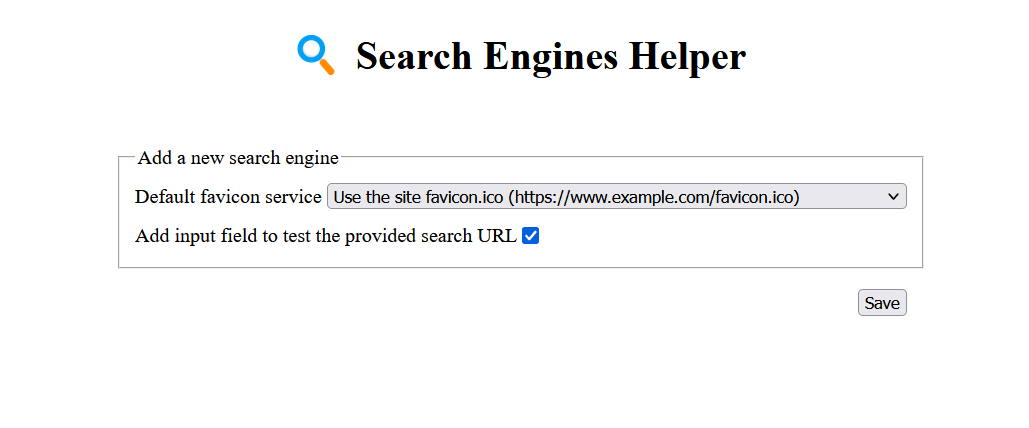 Search Engines Helper
Add a new search engine
Default favicon service Use the site favicon.ico (https://www.example.com/favicon.ico)
Add input field to test the provided search URL
Save